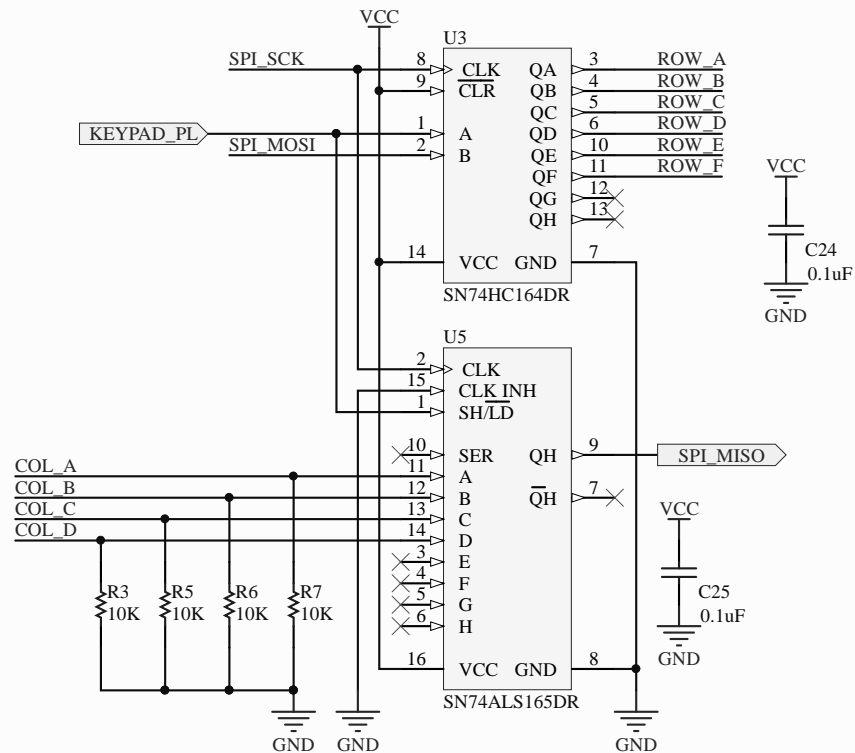 VCC
U3
SPI_SCK
8 CLK QA 3 ROW_A
9 CLR QB 4 ROW_B
QC 5 ROW_C
KEYPAD_PL 1 A QD 6 ROW_D
SPI_MOSI 2 B QE 10 ROW_E
QF 11 ROW_F
QG 12
QH 13
14 VCC GND 7
SN74HC164DR
VCC
C24
0.1uF
GND
U5
2 CLK
15 CLK INH
1 SH/LD
10 SER QH 9 SPI_MISO
COL_A 11 A
COL_B 12 B QH 7
COL_C 13 C
COL_D 14 D
3 E
4 F
5 G
6 H
R3 R5 R6 R7
10K 10K 10K 10K
16 VCC GND 8
SN74ALS165DR
VCC
C25
0.1uF
GND
GND GND GND